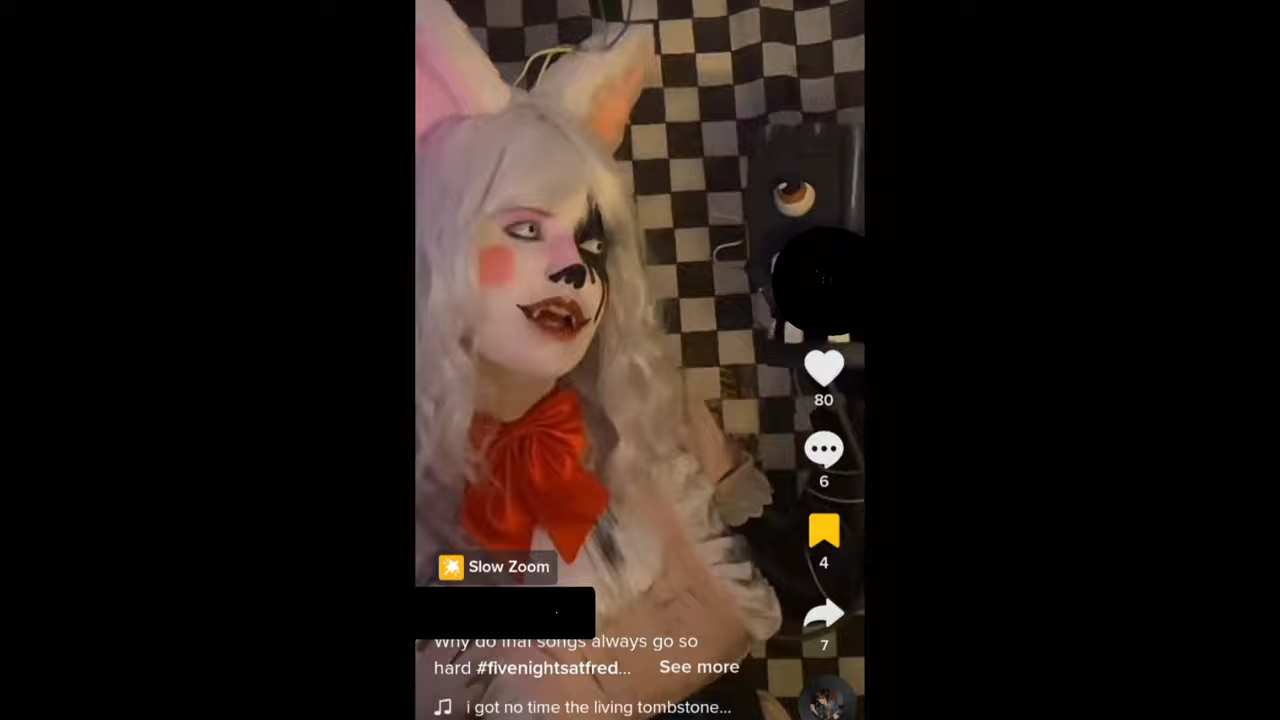 80
6
4
7
Slow Zoom
Why do fnaf songs always go so
hard #fivenightsatfred... See more
i got no time the living tombstone...